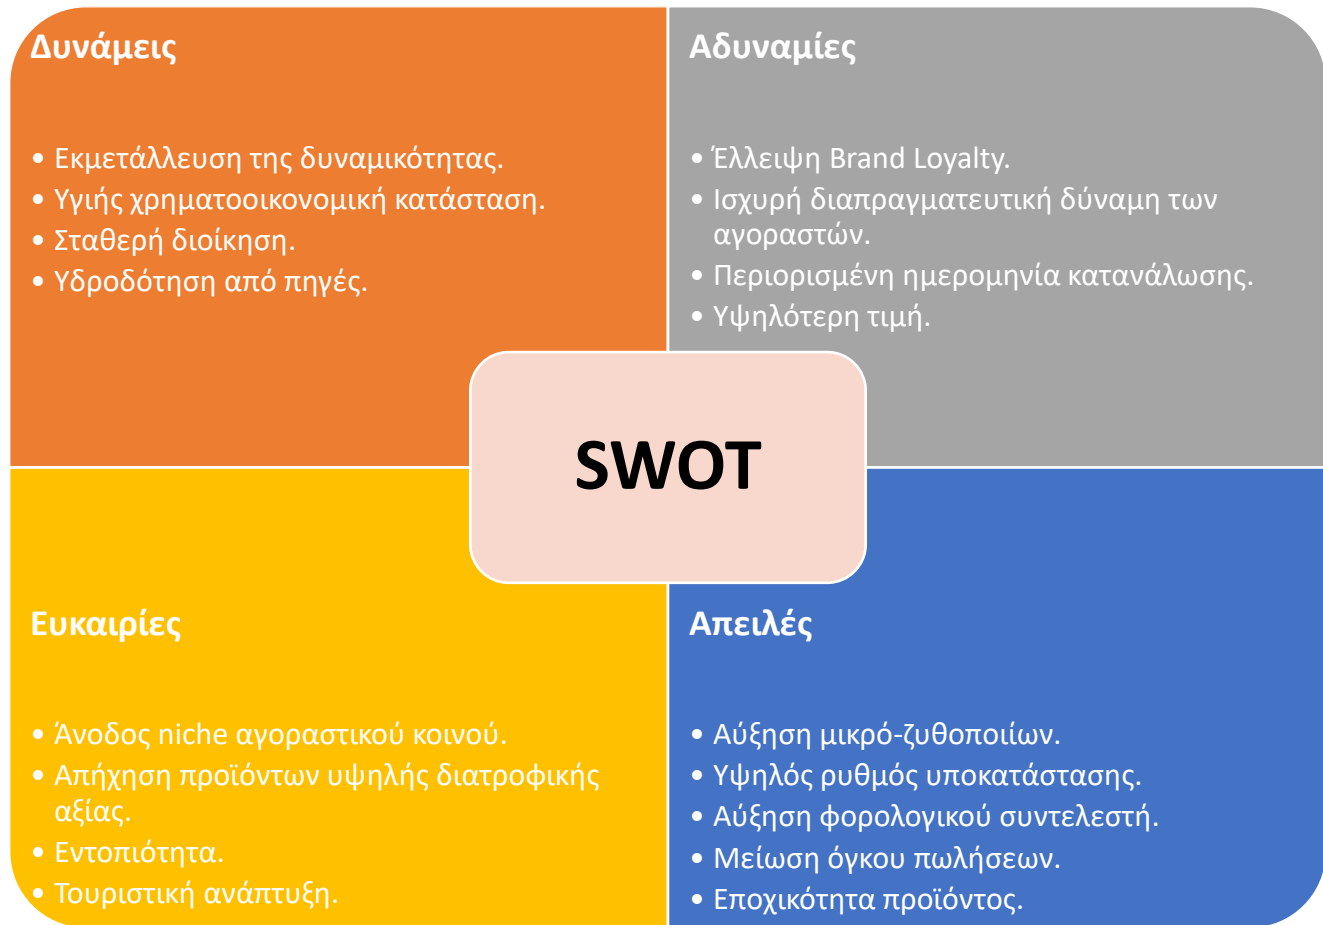 Δυνάμεις
• Εκμετάλλευση της δυναμικότητας.
• Υγιής χρηματοοικονομική κατάσταση.
• Σταθερή διοίκηση.
• Υδροδότηση από πηγές.
Αδυναμίες
• Έλλειψη Brand Loyalty.
• Ισχυρή διαπραγματευτική δύναμη των
αγοραστών.
• Περιορισμένη ημερομηνία κατανάλωσης.
• Υψηλότερη τιμή.
SWOT
Ευκαιρίες
• Άνοδος niche αγοραστικού κοινού.
• Απήχηση προϊόντων υψηλής διατροφικής
αξίας.
• Εντοπιότητα.
• Τουριστική ανάπτυξη.
Απειλές
• Αύξηση μικρό-ζυθοποιίων.
• Υψηλός ρυθμός υποκατάστασης.
• Αύξηση φορολογικού συντελεστή.
• Μείωση όγκου πωλήσεων.
• Εποχικότητα προϊόντος.